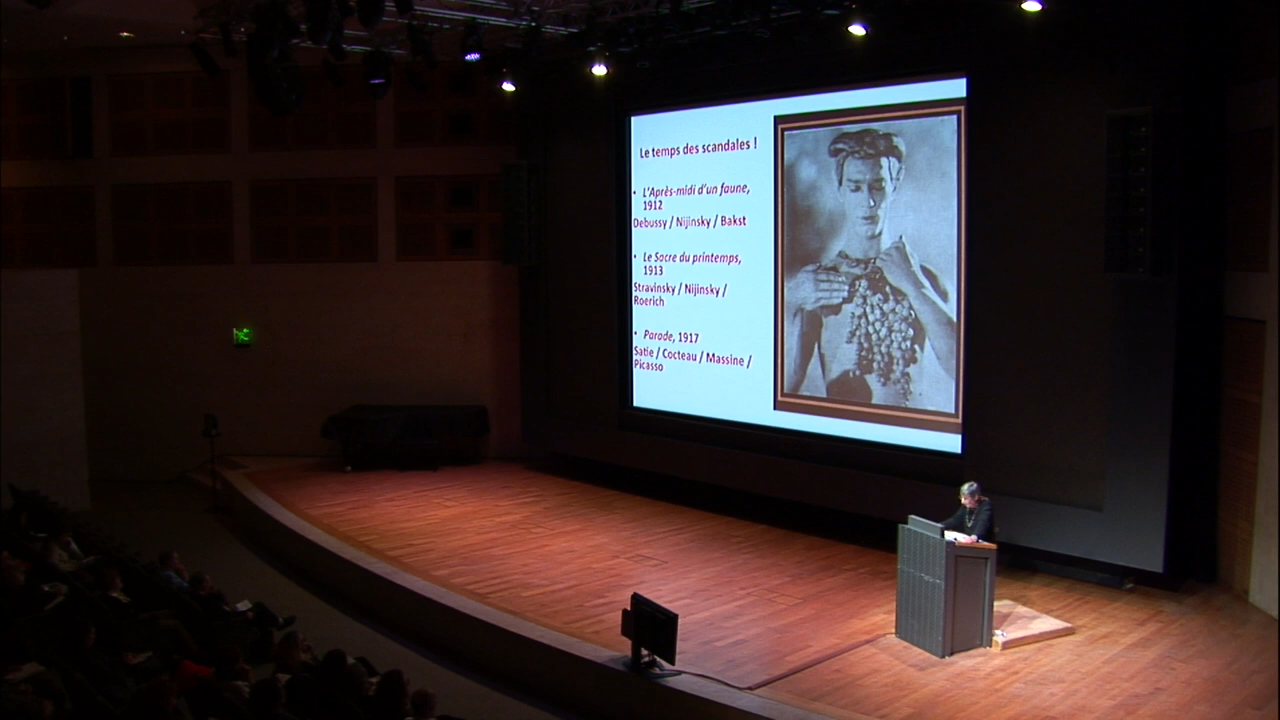 Le temps des scandales !
• L'Après-midi d'un faune,
1912
Debussy / Nijinsky / Bakst
• Le Sacre du printemps,
1913
Stravinsky / Nijinsky /
Roerich
• Parade, 1917
Satie / Cocteau / Massine /
Picasso